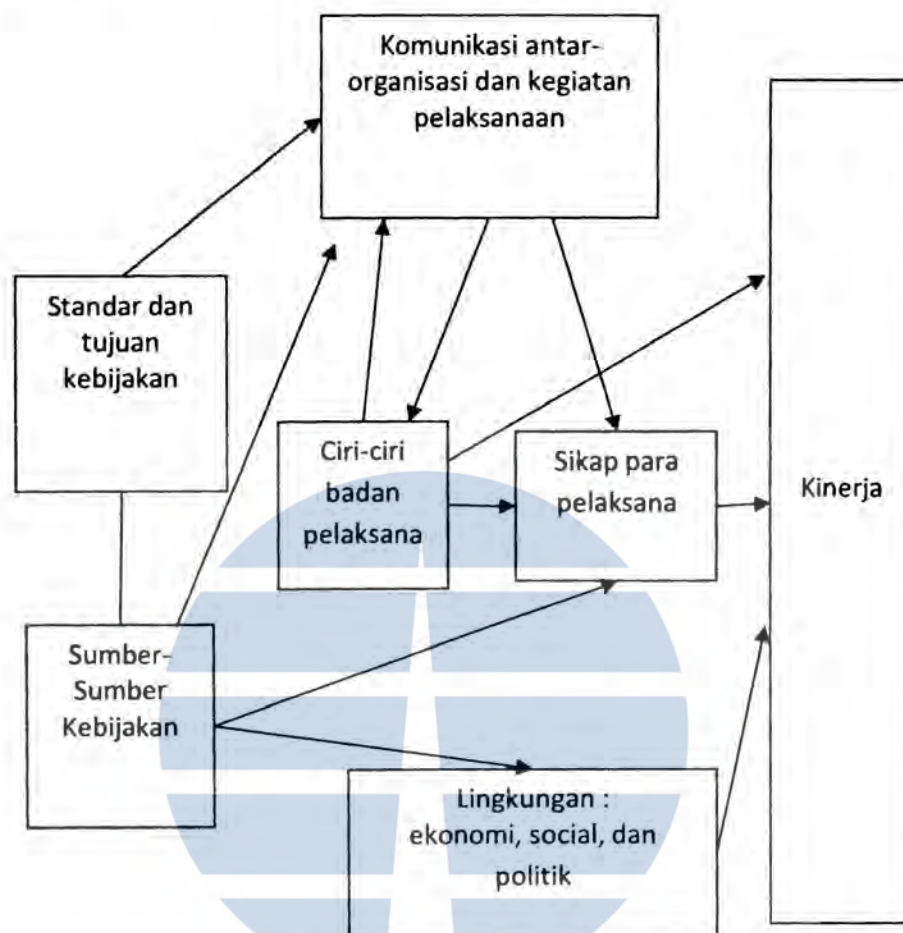 Komunikasi antar-
organisasi dan kegiatan
pelaksanaan
Standar dan
tujuan
kebijakan
Ciri-ciri
badan
pelaksana
Sikap para
pelaksana
Kinerja
Sumber-
Sumber
Kebijakan
Lingkungan :
ekonomi, social, dan
politik